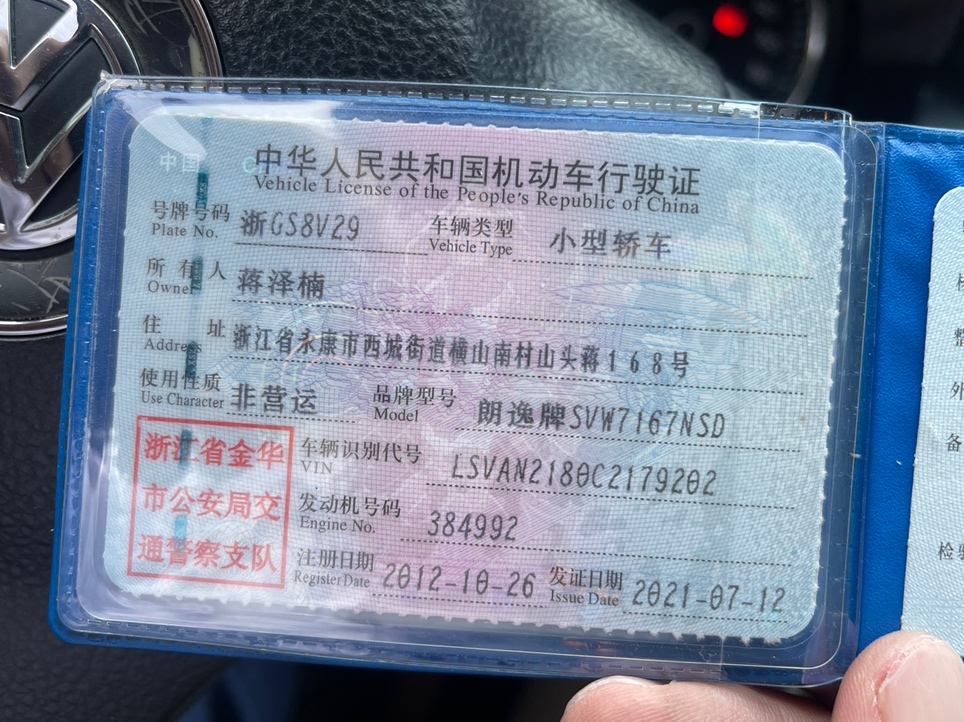 中国
中华人民共和国机动车行驶证
Vehicle License of the People's Republic of China
号牌号码 浙GS8V29 车辆类型 小型轿车
Plate No. Vehicle Type
所有人 蒋泽楠
Owner
住址 浙江省永康市西城街道横山南村山头蒋168号
Address
使用性质 非营运 品牌型号 朗逸牌SVW7167NSD
Use Character Model
浙江省金华
市公安局交
通警察支队
车辆识别代号 LSVAN2180C2179202
VIN
发动机号码 384992
Engine No.
注册日期 2012-10-26 发证日期 2021-07-12
Register Date Issue Date
备
检验